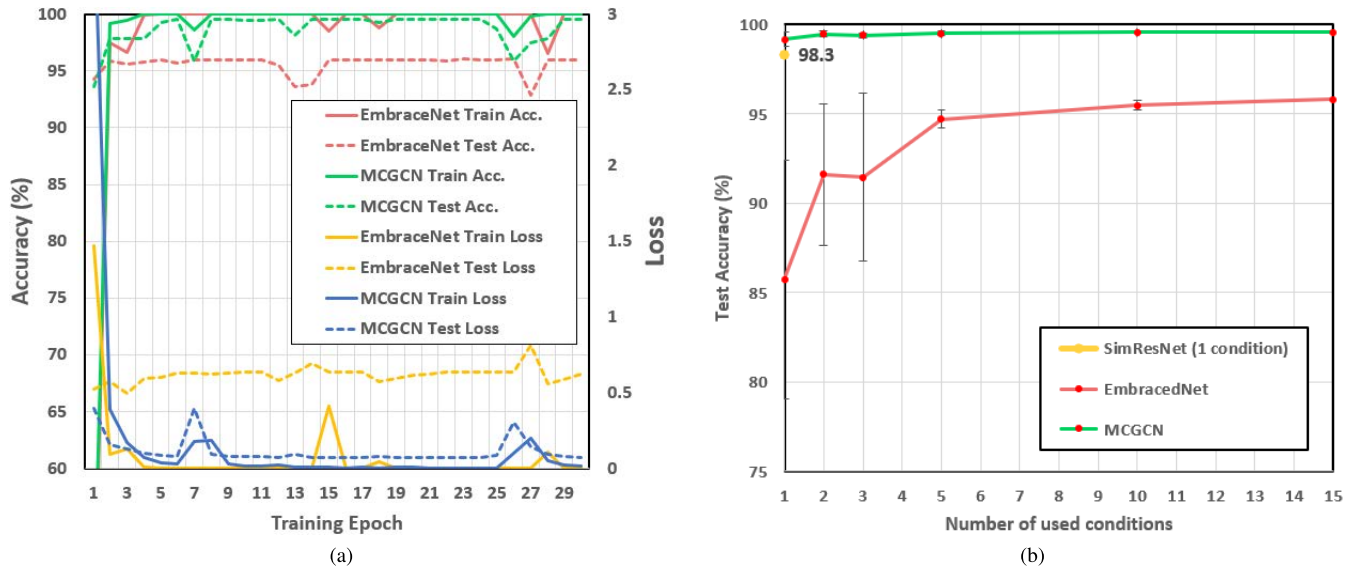 100
95
90
85
80
75
70
65
60
Accuracy (%)
3
2.5
2
1.5
1
0.5
0
Loss
EmbraceNet Train Acc.
EmbraceNet Test Acc.
MCGCN Train Acc.
MCGCN Test Acc.
EmbraceNet Train Loss
EmbraceNet Test Loss
MCGCN Train Loss
MCGCN Test Loss
1 3 5 7 9 11 13 15 17 19 21 23 25 27 29
Training Epoch
(a)
100
95
90
85
80
75
Test Accuracy (%)
98.3
SimResNet (1 condition)
EmbracedNet
MCGCN
1 2 3 4 5 6 7 8 9 10 11 12 13 14 15
Number of used conditions
(b)